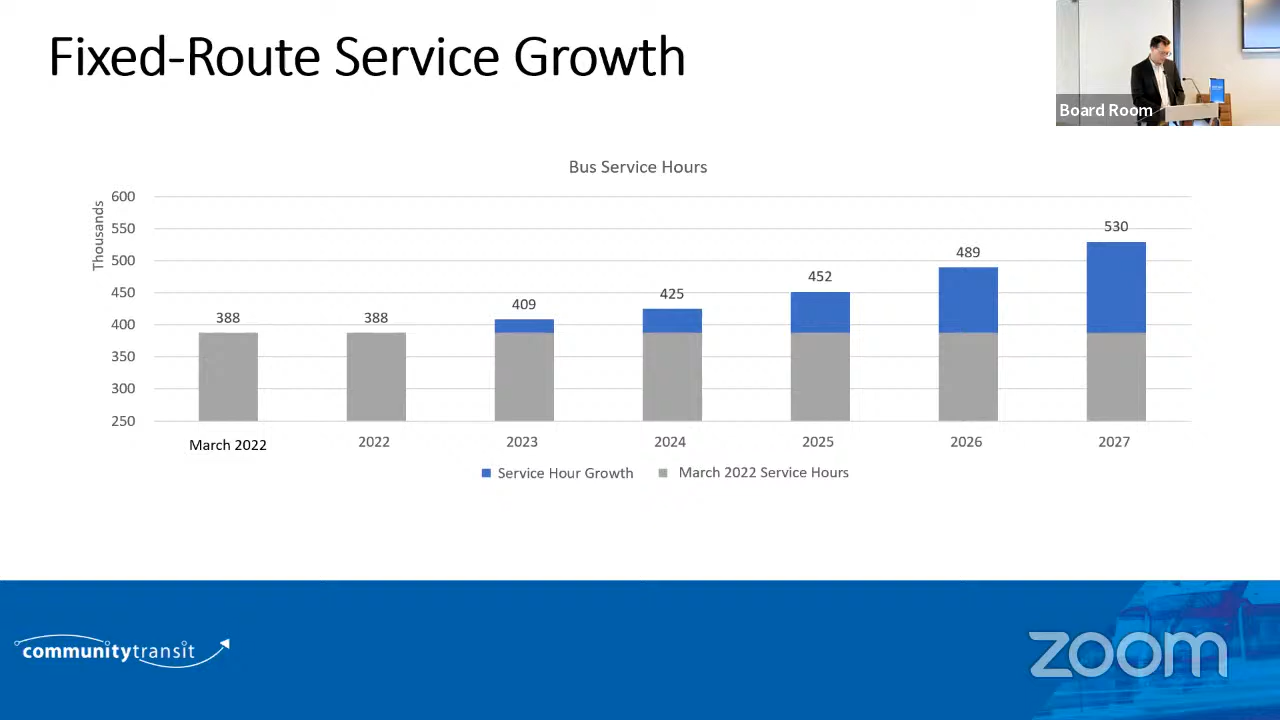 Fixed-Route Service Growth
Board Room
Bus Service Hours
Thousands
600
550
500
450
400
350
300
250
388
388
409
425
452
489
530
March 2022
2022
2023
2024
2025
2026
2027
Service Hour Growth
March 2022 Service Hours
communitytransit
zoom